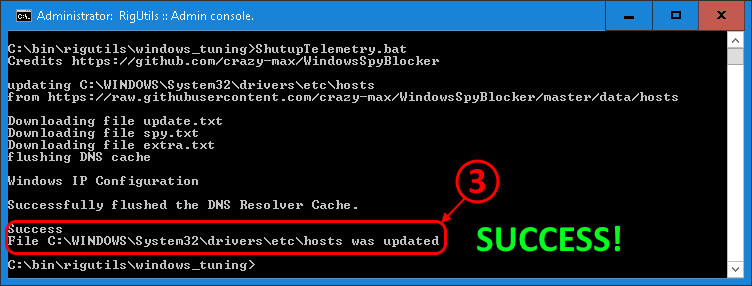 Administrator: RigUtils :: Admin console.
C:\bin\rigutils\windows_tuning>ShutupTelemetry.bat
Credits https://github.com/crazy-max/WindowsSpyBlocker
updating C:\WINDOWS\System32\drivers\etc\hosts
from https://raw.githubusercontent.com/crazy-max/WindowsSpyBlocker/master/data/hosts
Downloading file update.txt
Downloading file spy.txt
Downloading file extra.txt
flushing DNS cache
Windows IP Configuration
Successfully flushed the DNS Resolver Cache.
3
Success
File C:\WINDOWS\System32\drivers\etc\hosts was updated
SUCCESS!
C:\bin\rigutils\windows_tuning>